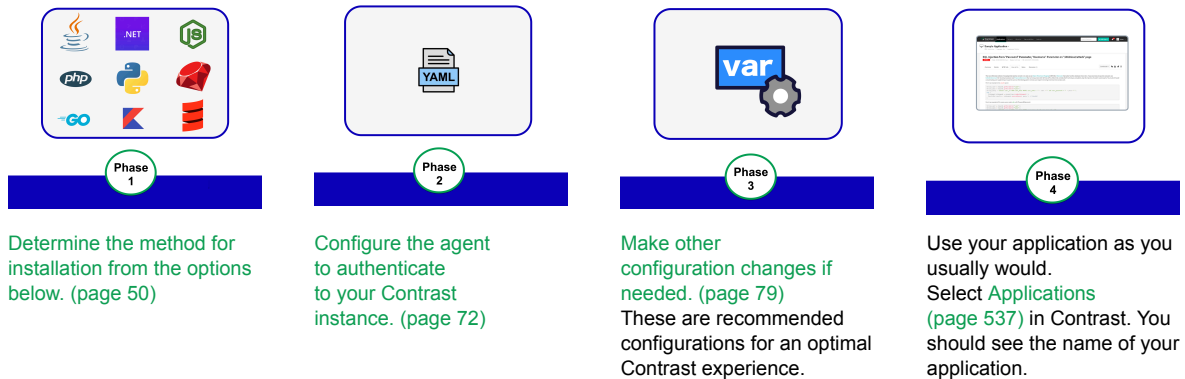 .NET
JS
php
GO
YAML
var
Phase
1
Phase
2
Phase
3
Phase
4
Determine the method for
installation from the options
below. (page 50)
Configure the agent
to authenticate
to your Contrast
instance. (page 72)
Make other
configuration changes if
needed. (page 79)
These are recommended
configurations for an optimal
Contrast experience.
Use your application as you
usually would.
Select Applications
(page 537) in Contrast. You
should see the name of your
application.